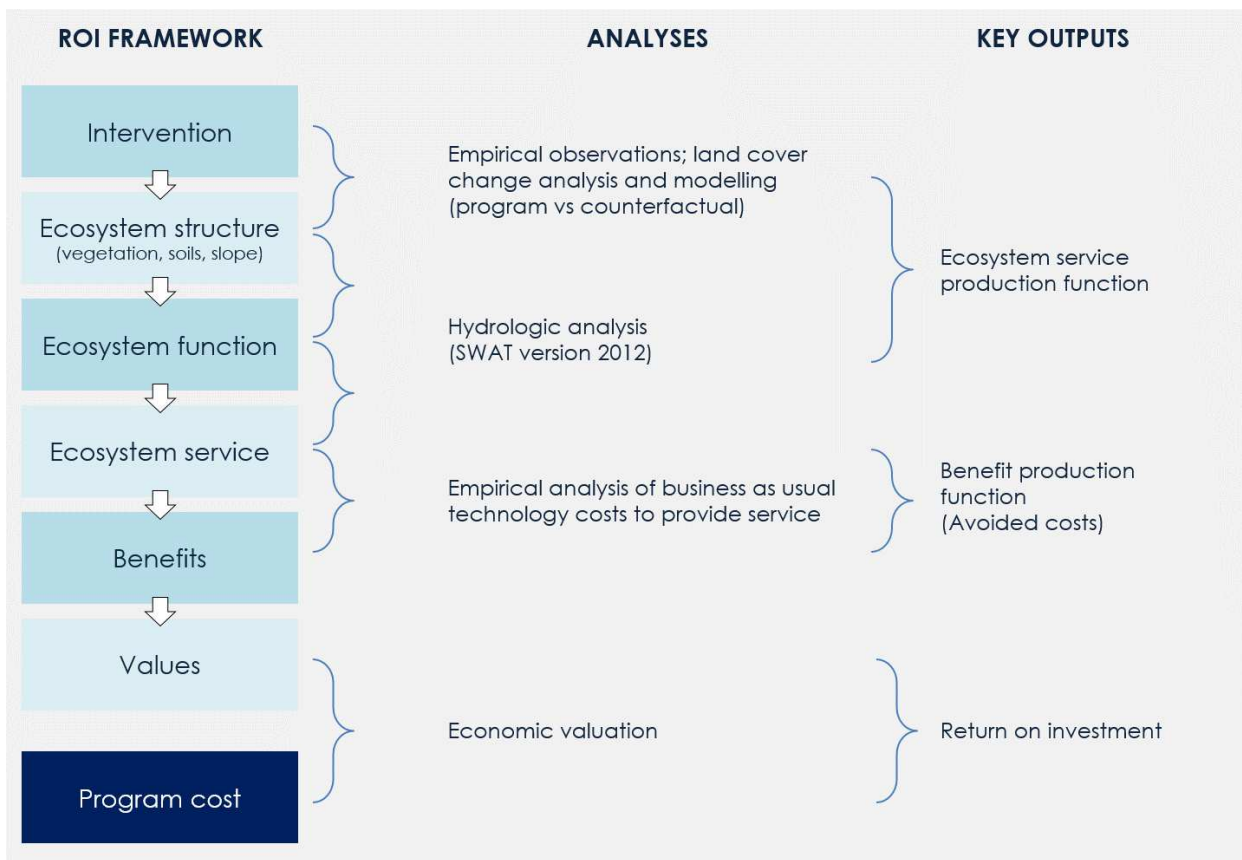 ROI FRAMEWORK
ANALYSES
KEY OUTPUTS
Intervention
Ecosystem structure
(vegetation, soils, slope)
Ecosystem function
Ecosystem service
Benefits
Values
Program cost
Empirical observations; land cover
change analysis and modelling
(program vs counterfactual)
Hydrologic analysis
(SWAT version 2012)
Empirical analysis of business as usual
technology costs to provide service
Economic valuation
Ecosystem service
production function
Benefit production
function
(Avoided costs)
Return on investment